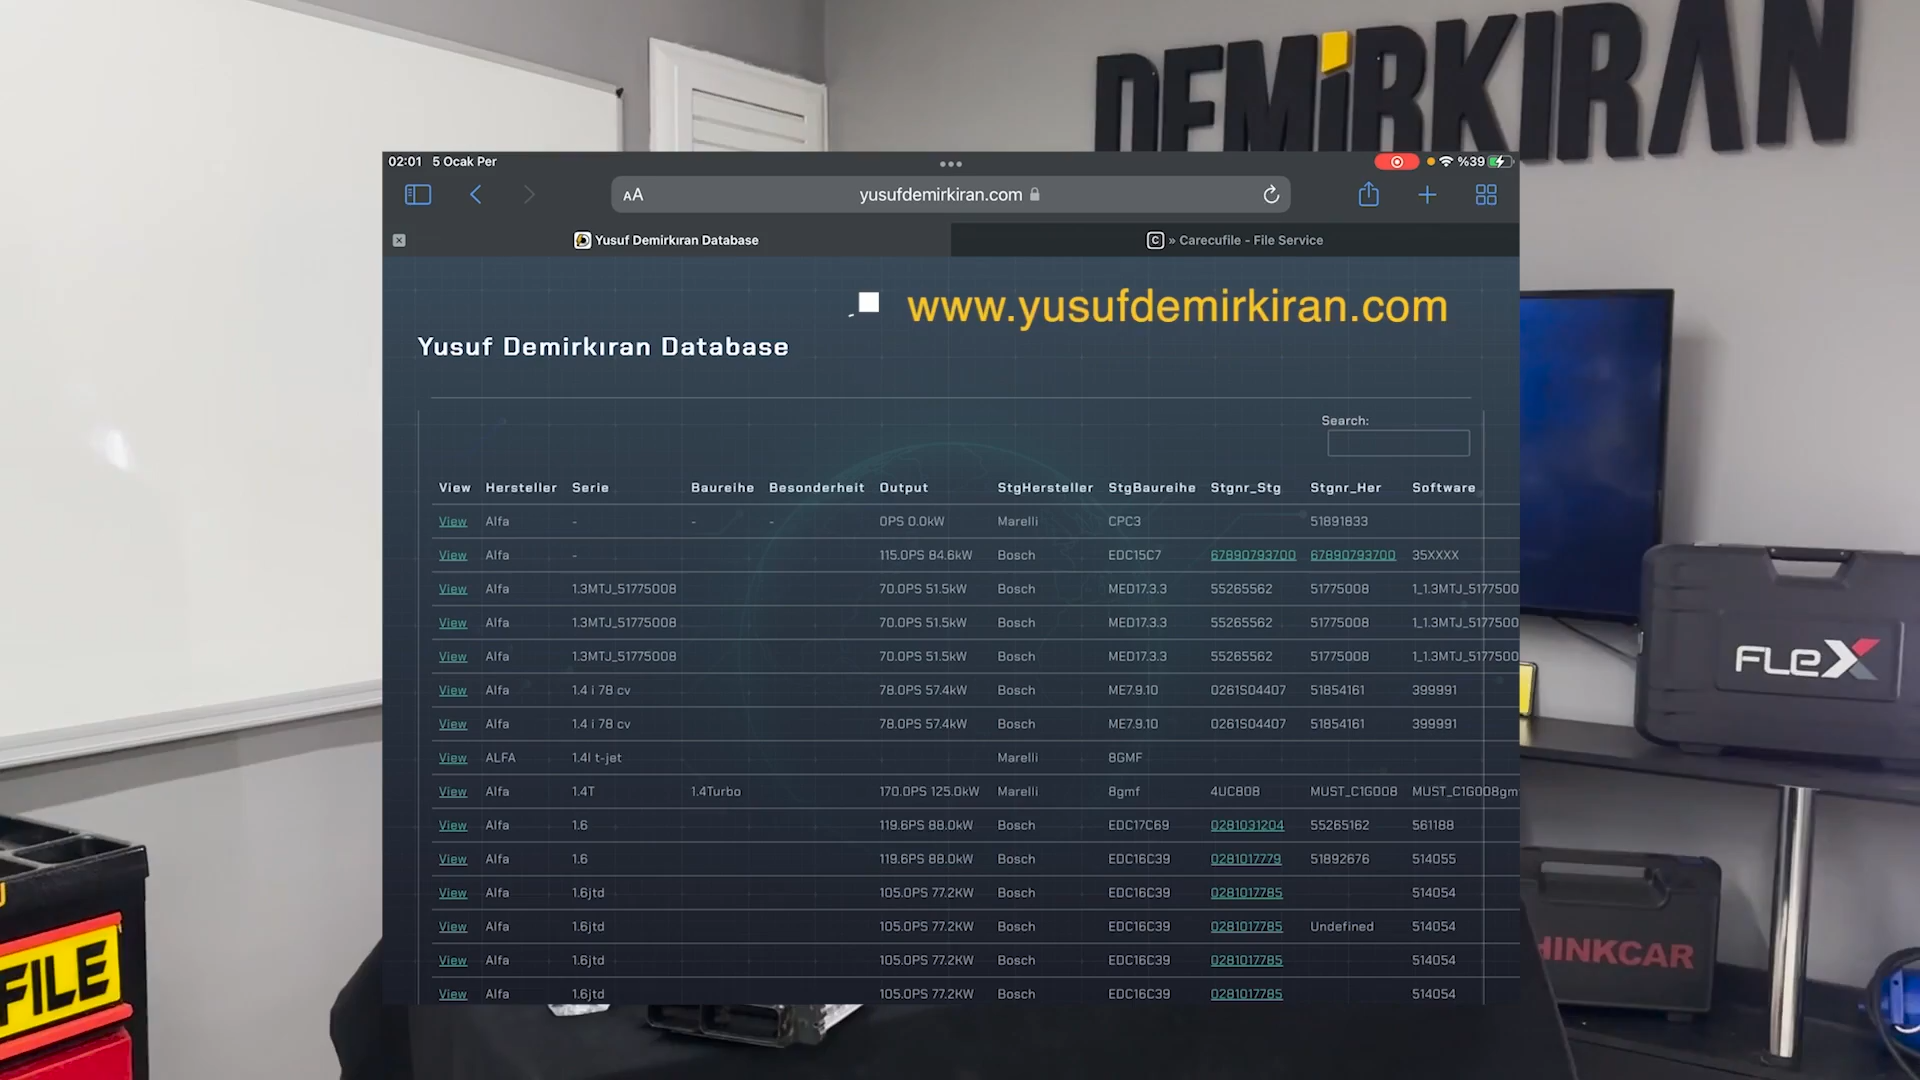 DEMiRKIRAN
02:01 5 Ocak Per
%39
AA
yusufdemirkiran.com
Yusuf Demirkıran Database
C » Carecufile - File Service
www.yusufdemirkiran.com
Yusuf Demirkıran Database
Search:
View Hersteller Serie Baureihe Besonderheit Output StgHersteller StgBaureihe Stgnr_Stg Stgnr_Her Software
View Alfa - - - 0PS 0.0kW Marelli CPC3 51891833
View Alfa - 115.0PS 84.6kW Bosch EDC15C7 67890793700 67890793700 35XXXX
View Alfa 1.3MTJ_51775008 70.0PS 51.5kW Bosch MED17.3.3 55265562 51775008 1_1.3MTJ_5177500
View Alfa 1.3MTJ_51775008 70.0PS 51.5kW Bosch MED17.3.3 55265562 51775008 1_1.3MTJ_5177500
View Alfa 1.3MTJ_51775008 70.0PS 51.5kW Bosch MED17.3.3 55265562 51775008 1_1.3MTJ_5177500
View Alfa 1.4 i 78 cv 78.0PS 57.4kW Bosch ME7.9.10 0261S04407 51854161 399991
View Alfa 1.4 i 78 cv 78.0PS 57.4kW Bosch ME7.9.10 0261S04407 51854161 399991
View ALFA 1.4l t-jet Marelli 8GMF
View Alfa 1.4T 1.4Turbo 170.0PS 125.0kW Marelli 8gmf 4UC808 MUST_C1G008 MUST_C1G008gm
View Alfa 1.6 119.6PS 88.0kW Bosch EDC17C69 0281031204 55265162 561188
View Alfa 1.6 119.6PS 88.0kW Bosch EDC16C39 0281017779 51892676 514055
View Alfa 1.6jtd 105.0PS 77.2KW Bosch EDC16C39 0281017785 514054
View Alfa 1.6jtd 105.0PS 77.2KW Bosch EDC16C39 0281017785 Undefined 514054
View Alfa 1.6jtd 105.0PS 77.2KW Bosch EDC16C39 0281017785 514054
View Alfa 1.6jtd 105.0PS 77.2KW Bosch EDC16C39 0281017785 514054
FLEX
HINKCAR
FILE